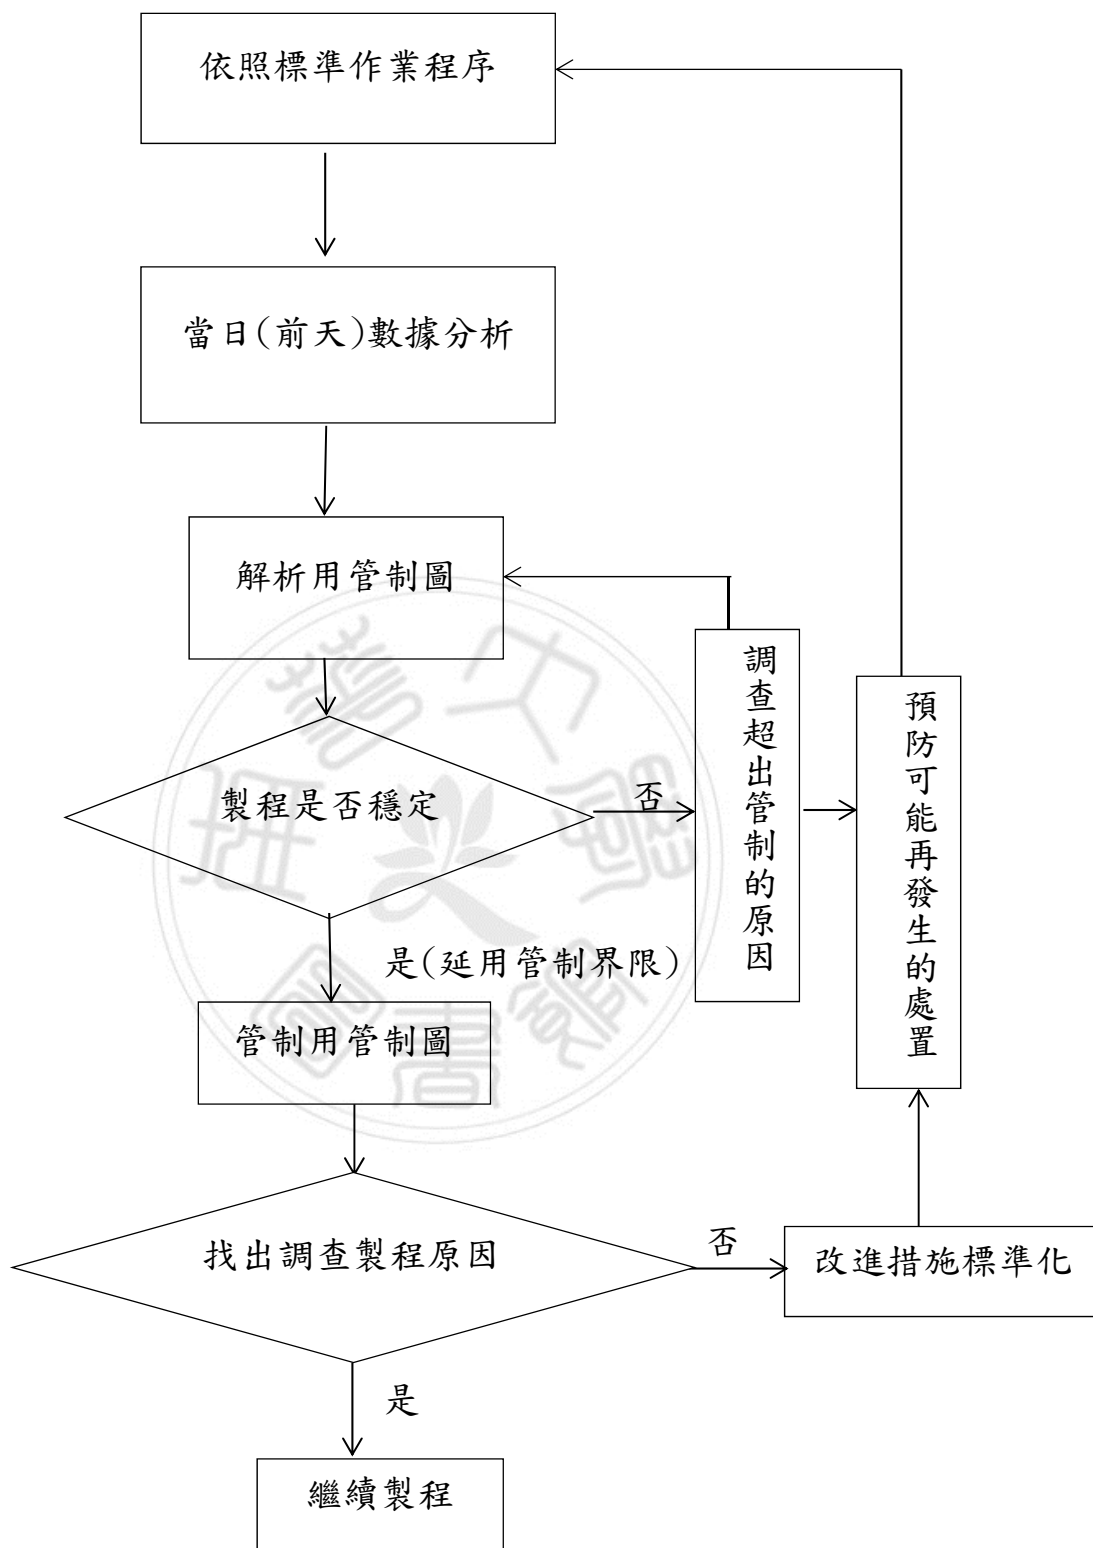 依照標準作業程序
當日(前天)數據分析
解析用管制圖
製程是否穩定
否
調查超出管制的原因
預防可能再發生的處置
是(延用管制界限)
管制用管制圖
找出調查製程原因
否
改進措施標準化
是
繼續製程